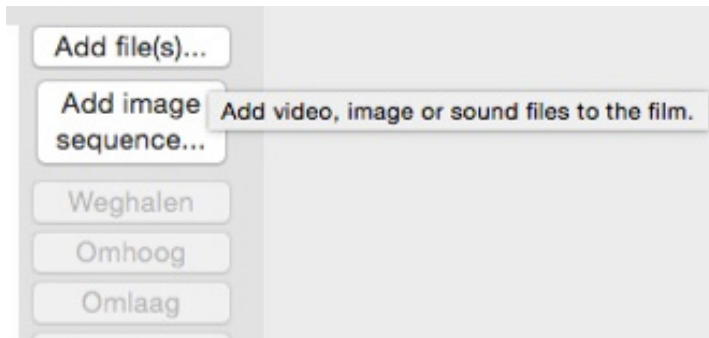 Add file(s)...
Add image
sequence...
Add video, image or sound files to the film.
Weghalen
Omhoog
Omlaag